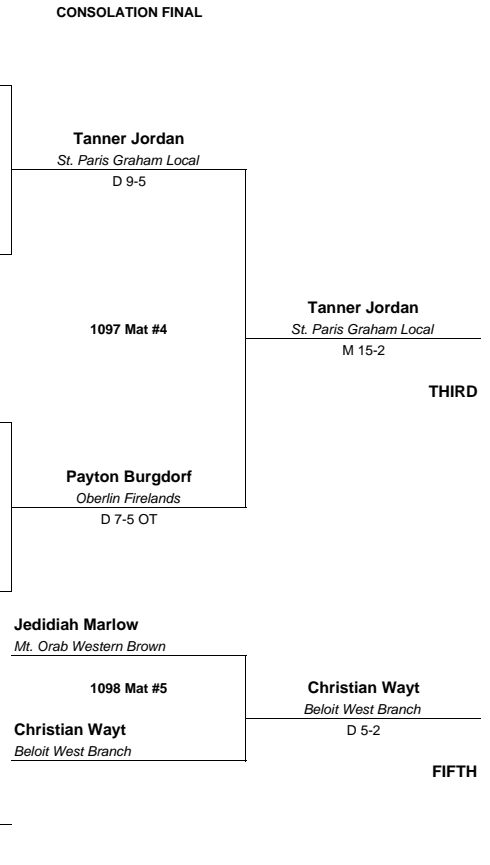 CONSOLATION FINAL
Tanner Jordan
St. Paris Graham Local
D 9-5
1097 Mat #4
Tanner Jordan
St. Paris Graham Local
M 15-2
THIRD
Payton Burgdorf
Oberlin Firelands
D 7-5 OT
Jedidiah Marlow
Mt. Orab Western Brown
1098 Mat #5
Christian Wayt
Beloit West Branch
Christian Wayt
Beloit West Branch
D 5-2
FIFTH